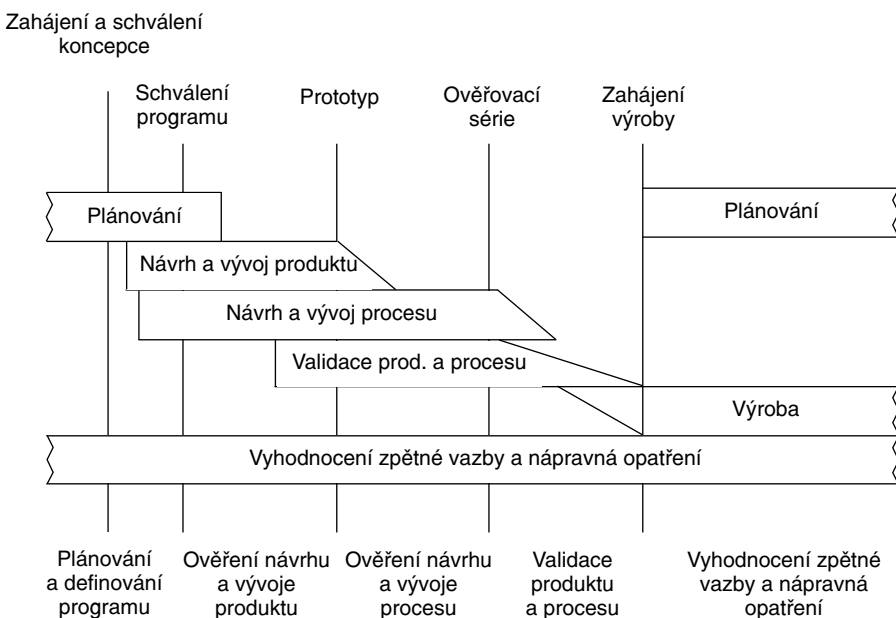 Zahájení a schválení
koncepce
Schválení
programu
Prototyp
Ověřovací
série
Zahájení
výroby
Plánování
Plánování
Návrh a vývoj produktu
Návrh a vývoj procesu
Validace prod. a procesu
Výroba
Vyhodnocení zpětné vazby a nápravná opatření
Plánování
a definování
programu
Ověření návrhu
a vývoje
produktu
Ověření návrhu
a vývoje
procesu
Validace
produktu
a procesu
Vyhodnocení zpětné
vazby a nápravná
opatření